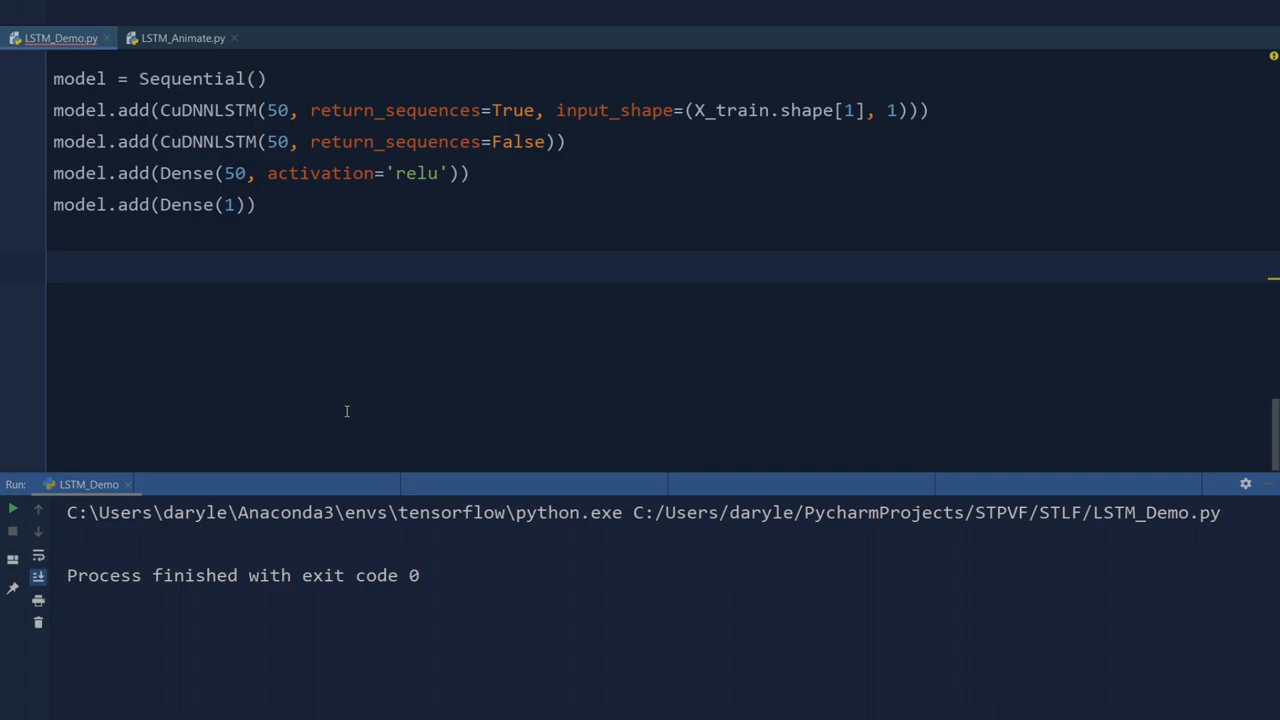 LSTM_Demo.py LSTM_Animate.py
model = Sequential()
model.add(CuDNNLSTM(50, return_sequences=True, input_shape=(X_train.shape[1], 1)))
model.add(CuDNNLSTM(50, return_sequences=False))
model.add(Dense(50, activation='relu'))
model.add(Dense(1))
Run: LSTM_Demo
C:\Users\daryle\Anaconda3\envs\tensorflow\python.exe C:/Users/daryle/PycharmProjects/STPVF/STLF/LSTM_Demo.py
Process finished with exit code 0